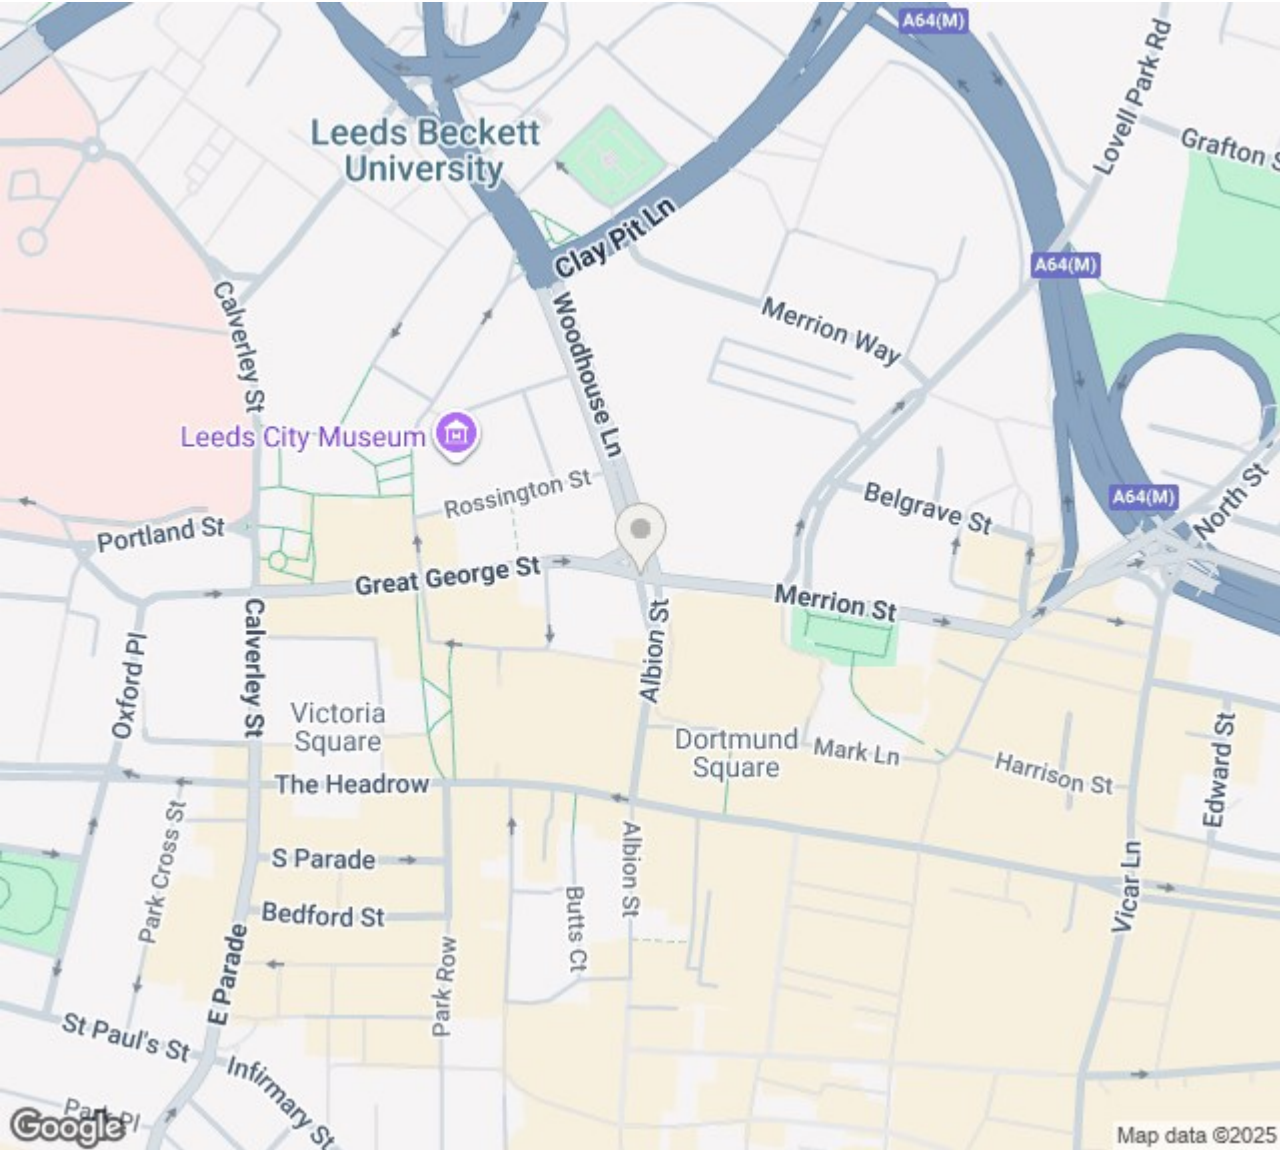 A64(M)
Lovell Park Rd
Grafton S
Leeds Beckett
University
Clay Pit Ln
A64(M)
Calverley St
Woodhouse Ln
Merrion Way
Leeds City Museum
Rossington St
Belgrave St
A64(M)
North St
Portland St
Great George St
Merrion St
Calverley St
Oxford Pl
Albion St
Victoria
Square
Dortmund
Square
Mark Ln
Harrison St
Edward St
The Headrow
Park Cross St
S Parade
Albion St
Butts Ct
Vicar Ln
Bedford St
E Parade
Park Row
St Paul's St
Infirmary St
Park Pl
Google
Map data ©2025